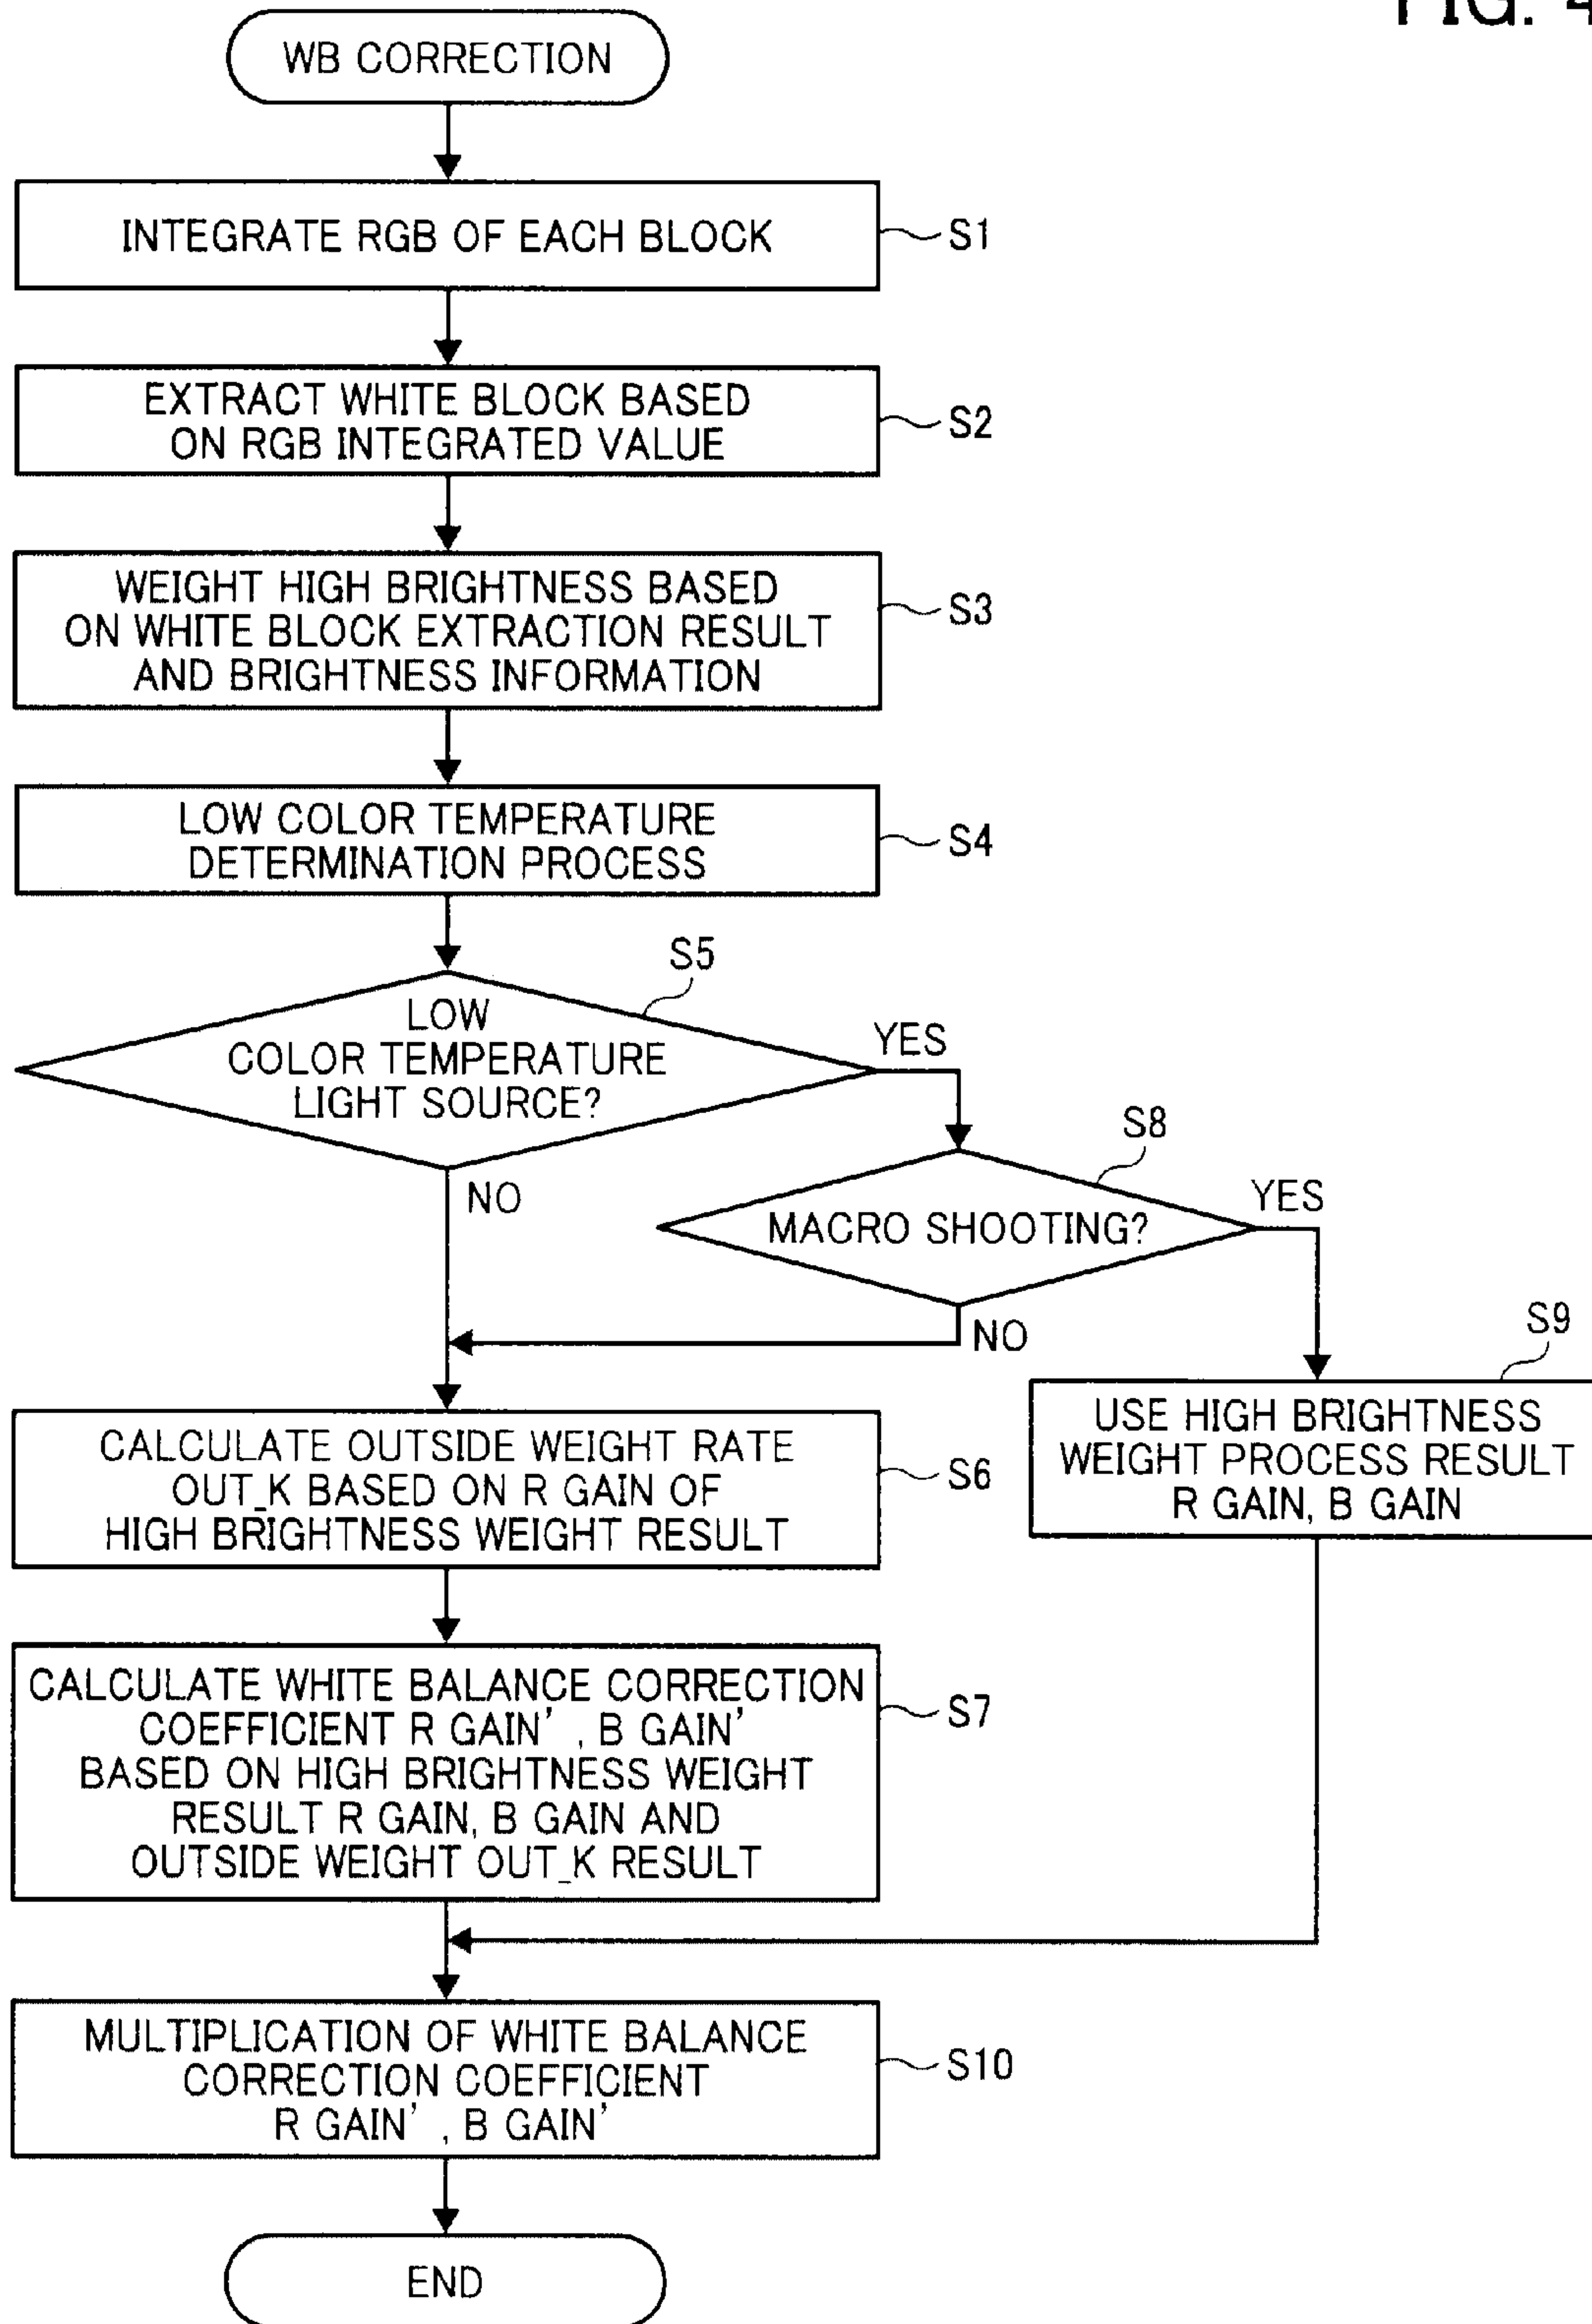 FIG. 4
WB CORRECTION
INTEGRATE RGB OF EACH BLOCK
S1
EXTRACT WHITE BLOCK BASED
ON RGB INTEGRATED VALUE
S2
WEIGHT HIGH BRIGHTNESS BASED
ON WHITE BLOCK EXTRACTION RESULT
AND BRIGHTNESS INFORMATION
S3
LOW COLOR TEMPERATURE
DETERMINATION PROCESS
S4
S5
LOW
COLOR TEMPERATURE
LIGHT SOURCE?
YES
NO
S8
MACRO SHOOTING?
YES
NO
S9
USE HIGH BRIGHTNESS
WEIGHT PROCESS RESULT
R GAIN, B GAIN
CALCULATE OUTSIDE WEIGHT RATE
OUT_K BASED ON R GAIN OF
HIGH BRIGHTNESS WEIGHT RESULT
S6
CALCULATE WHITE BALANCE CORRECTION
COEFFICIENT R GAIN' , B GAIN'
BASED ON HIGH BRIGHTNESS WEIGHT
RESULT R GAIN, B GAIN AND
OUTSIDE WEIGHT OUT_K RESULT
S7
MULTIPLICATION OF WHITE BALANCE
CORRECTION COEFFICIENT
R GAIN' , B GAIN'
S10
END